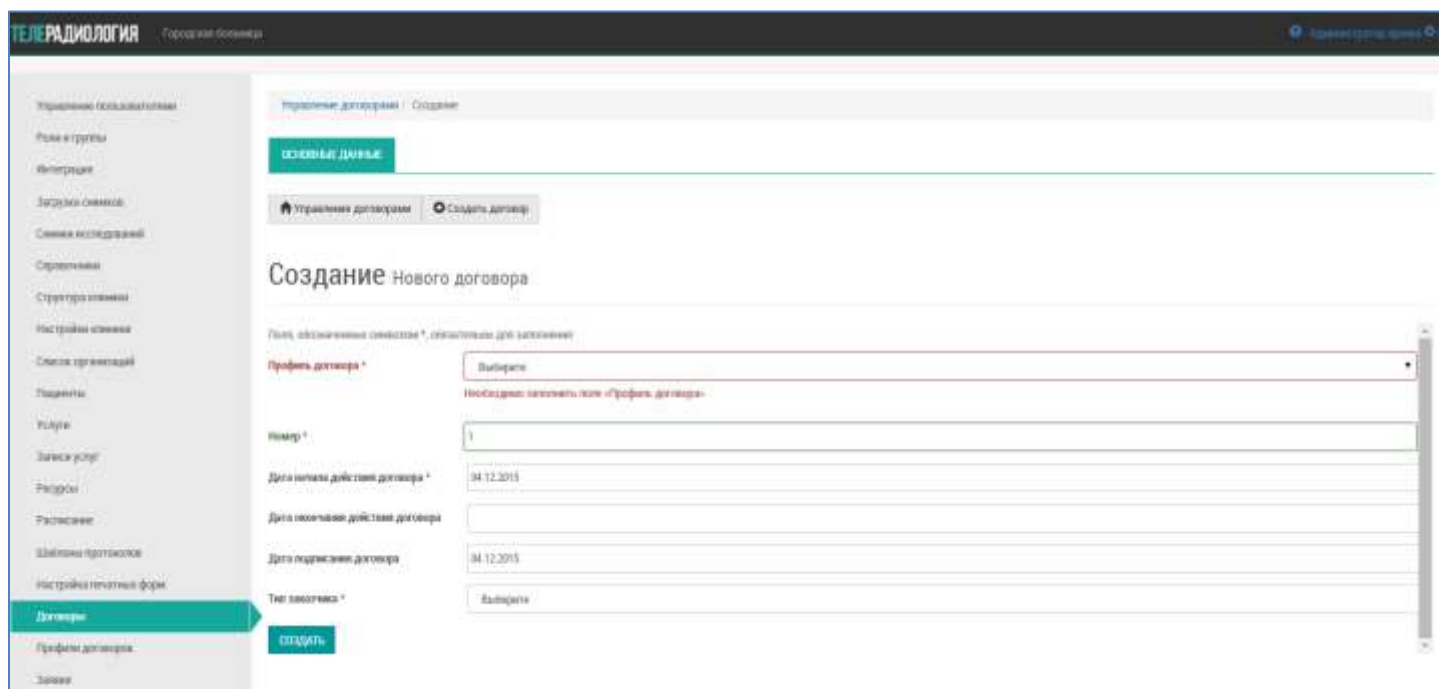 ТЕЛЕРАДИОЛОГИЯ Городская больница Администратор
Управление пользователями
Роли и группы
Интеграция
Загрузка снимков
Снимки исследований
Справочники
Структура клиники
Настройки клиники
Список организаций
Пациенты
Услуги
Записи услуг
Ресурсы
Расписание
Шаблоны протоколов
Настройка печатных форм
Договоры
Профили договоров
Заявки
Управление договорами / Создание
ОСНОВНЫЕ ДАННЫЕ
Управление договорами Создать договор
Создание Нового договора
Поля, обозначенные символом *, обязательны для заполнения
Профиль договора * Выберите
Необходимо заполнить поле «Профиль договора»
Номер * 1
Дата начала действия договора * 04.12.2015
Дата окончания действия договора
Дата подписания договора 04.12.2015
Тип заказчика * Выберите
СОЗДАТЬ